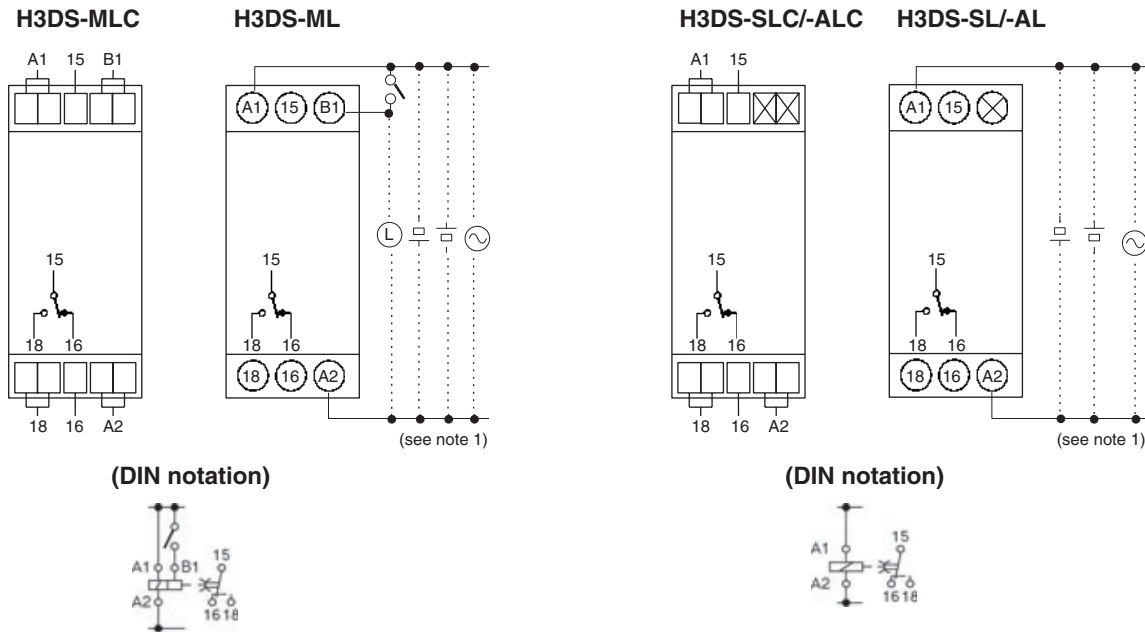 H3DS-MLC H3DS-ML H3DS-SLC/-ALC H3DS-SL/-AL
A1 15 B1 A1 15
A1 15 B1 A1 15
L
15 15 15 15
18 16 18 16 18 16 18 16
18 16 A2 18 16 A2
18 16 A2 (see note 1) 18 16 A2 (see note 1)
(DIN notation) (DIN notation)
15 15
A1 B1 A1
A2 A2
16 18 16 18